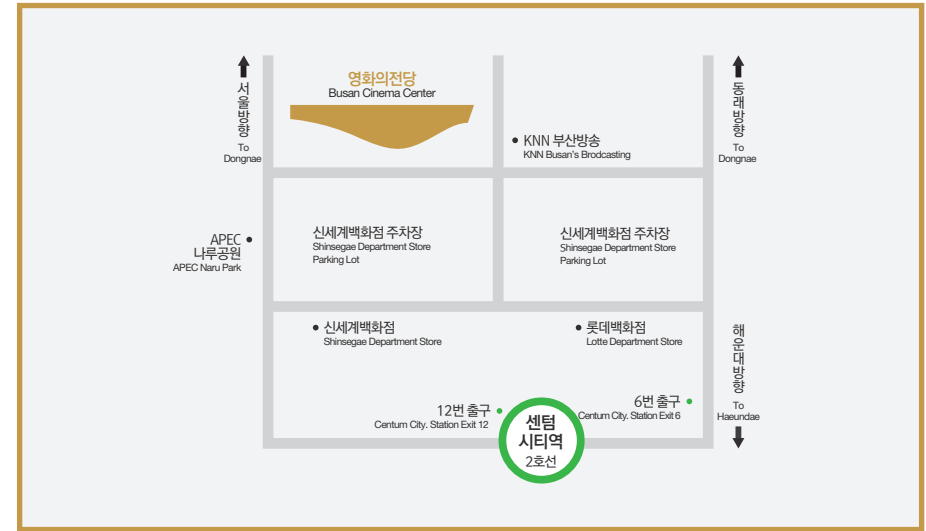 영화의전당
Busan Cinema Center
서울방향
To
Dongnae
동래방향
To
Dongnae
KNN 부산방송
KNN Busan's Brodcasting
APEC
나루공원
APEC Naru Park
신세계백화점 주차장
Shinsegae Department Store
Parking Lot
신세계백화점 주차장
Shinsegae Department Store
Parking Lot
신세계백화점
Shinsegae Department Store
롯데백화점
Lotte Department Store
해운대방향
To
Haeundae
12번 출구
Centum City. Station Exit 12
6번 출구
Centum City. Station Exit 6
센텀
시티역
2호선